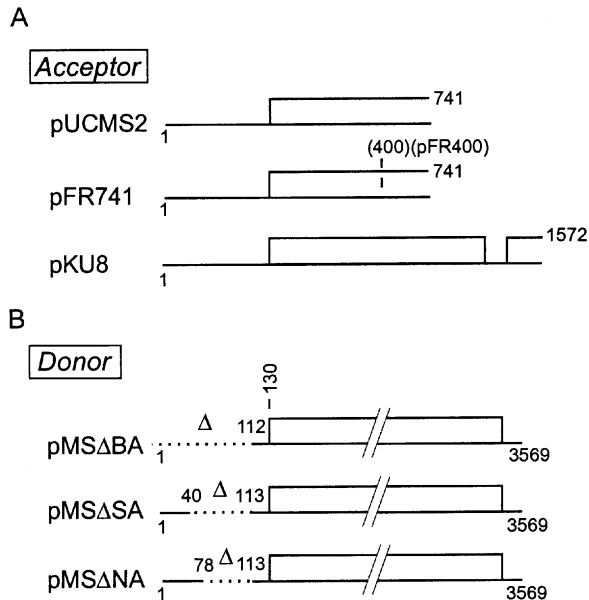 A
Acceptor
pUCMS2
1
741
(400)(pFR400)
pFR741
1
741
pKU8
1
1572
B
Donor
130
pMSΔBA
1
Δ
112
3569
pMSΔSA
1
40
Δ
113
3569
pMSΔNA
1
78
Δ
113
3569